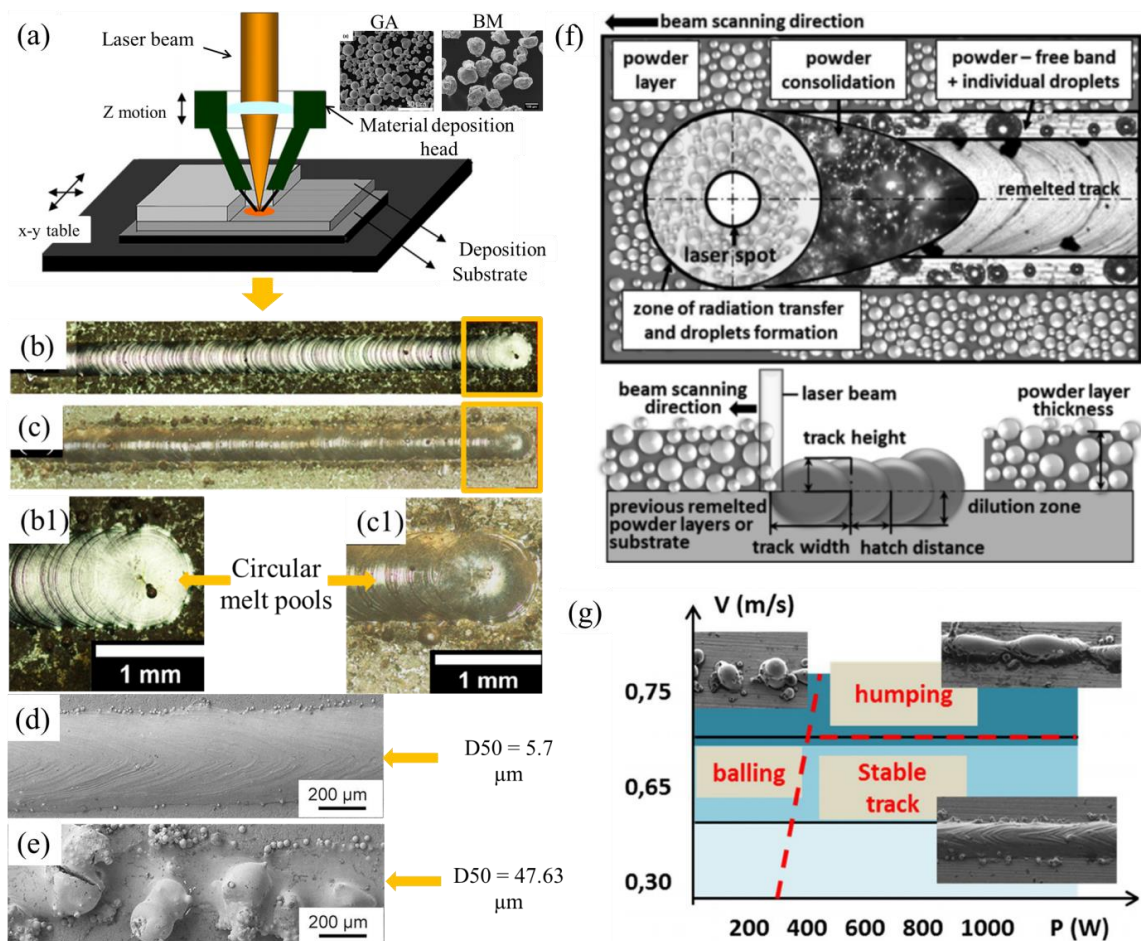 (a)
Laser beam
GA
BM
Z motion
Material deposition
head
x-y table
Deposition
Substrate
(b)
(c)
(b1)
(c1)
Circular
melt pools
1 mm
1 mm
(d)
D50 = 5.7
µm
200 µm
(e)
D50 = 47.63
µm
200 µm
(f)
beam scanning direction
powder
layer
powder
consolidation
powder – free band
+ individual droplets
remelted track
laser spot
zone of radiation transfer
and droplets formation
beam scanning
direction
laser beam
powder layer
thickness
track height
previous remelted
powder layers or
substrate
dilution zone
track width
hatch distance
(g)
V (m/s)
0,75
humping
0,65
balling
Stable
track
0,30
200 400 600 800 1000 P (W)